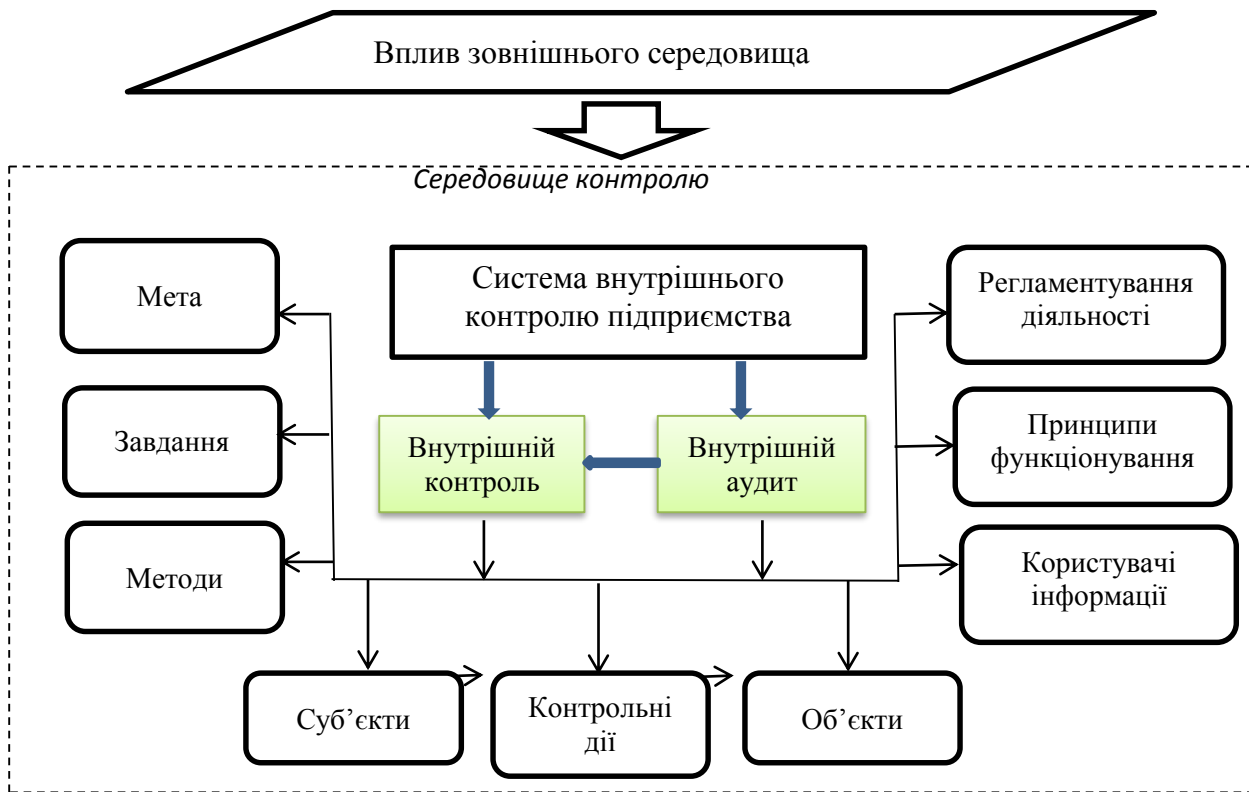 Вплив зовнішнього середовища
Середовище контролю
Мета
Система внутрішнього
контролю підприємства
Регламентування
діяльності
Завдання
Внутрішній
контроль
Внутрішній
аудит
Принципи
функціонування
Методи
Користувачі
інформації
Суб’єкти
Контрольні
дії
Об’єкти